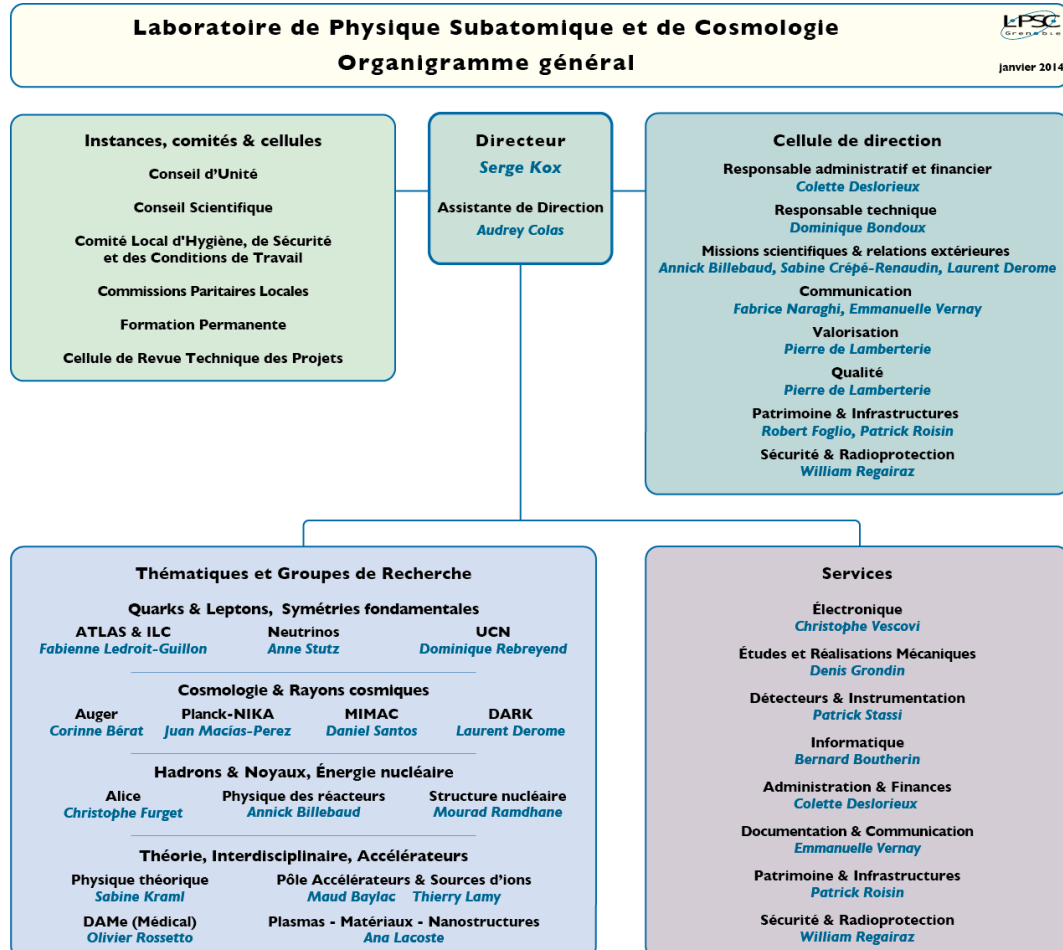 Laboratoire de Physique Subatomique et de Cosmologie
Organigramme général
LPSC
Grenoble
janvier 2014
Instances, comités & cellules
Conseil d'Unité
Conseil Scientifique
Comité Local d'Hygiène, de Sécurité
et des Conditions de Travail
Commissions Paritaires Locales
Formation Permanente
Cellule de Revue Technique des Projets
Directeur
Serge Kox
Assistante de Direction
Audrey Colas
Cellule de direction
Responsable administratif et financier
Colette Deslorieux
Responsable technique
Dominique Bondoux
Missions scientifiques & relations extérieures
Annick Billebaud, Sabine Crépé-Renaudin, Laurent Derome
Communication
Fabrice Naraghi, Emmanuelle Vernay
Valorisation
Pierre de Lamberterie
Qualité
Pierre de Lamberterie
Patrimoine & Infrastructures
Robert Foglio, Patrick Roisin
Sécurité & Radioprotection
William Regairaz
Thématiques et Groupes de Recherche
Quarks & Leptons, Symétries fondamentales
ATLAS & ILC Neutrinos UCN
Fabienne Ledroit-Guillon Anne Stutz Dominique Rebreyend
Cosmologie & Rayons cosmiques
Auger Planck-NIKA MIMAC DARK
Corinne Bérat Juan Macías-Perez Daniel Santos Laurent Derome
Hadrons & Noyaux, Énergie nucléaire
Alice Physique des réacteurs Structure nucléaire
Christophe Furget Annick Billebaud Mourad Ramdhane
Théorie, Interdisciplinaire, Accélérateurs
Physique théorique Pôle Accélérateurs & Sources d'ions
Sabine Kraml Maud Baylac Thierry Lamy
DAMe (Médical) Plasmas - Matériaux - Nanostructures
Olivier Rossetto Ana Lacoste
Services
Électronique
Christophe Vescovi
Études et Réalisations Mécaniques
Denis Grondin
Détecteurs & Instrumentation
Patrick Stassi
Informatique
Bernard Boutherin
Administration & Finances
Colette Deslorieux
Documentation & Communication
Emmanuelle Vernay
Patrimoine & Infrastructures
Patrick Roisin
Sécurité & Radioprotection
William Regairaz